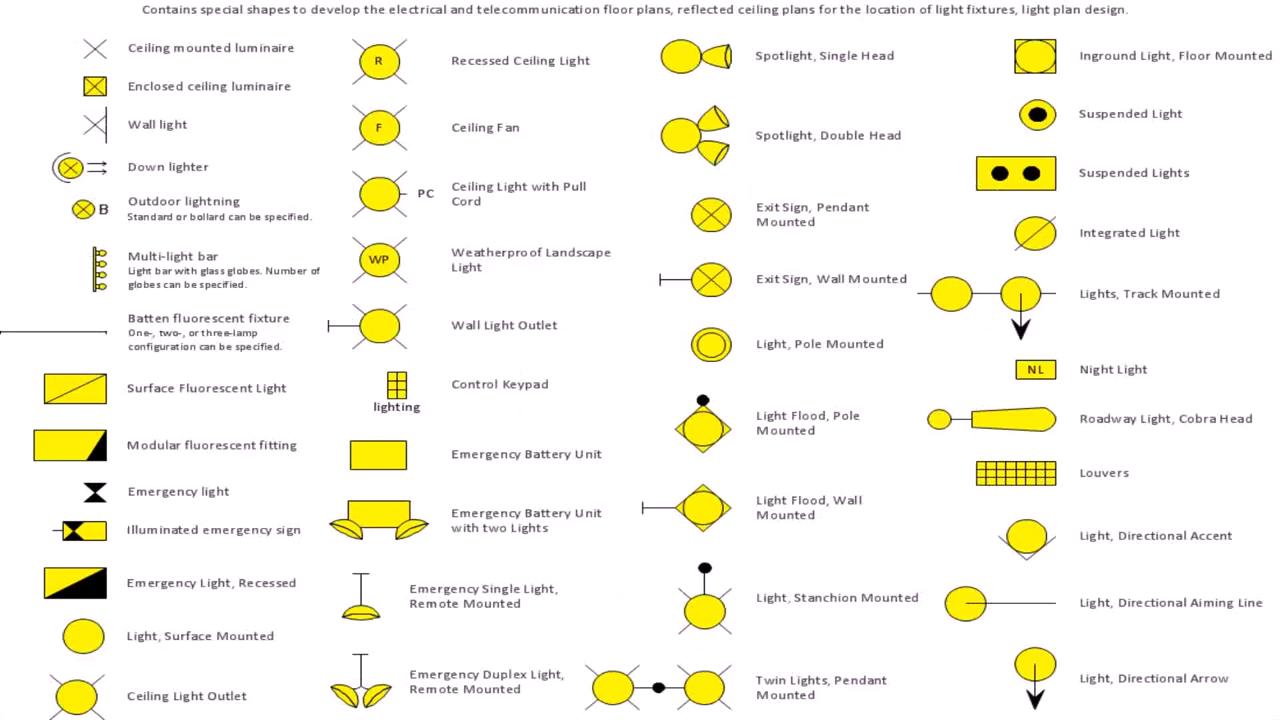 Contains special shapes to develop the electrical and telecommunication floor plans, reflected ceiling plans for the location of light fixtures, light plan design.
Ceiling mounted luminaire
Enclosed ceiling luminaire
Wall light
Down lighter
B
Outdoor lightning
Standard or bollard can be specified.
Multi-light bar
Light bar with glass globes. Number of
globes can be specified.
Batten fluorescent fixture
One-, two-, or three-lamp
configuration can be specified.
Surface Fluorescent Light
Modular fluorescent fitting
Emergency light
Illuminated emergency sign
Emergency Light, Recessed
Light, Surface Mounted
Ceiling Light Outlet
R
Recessed Ceiling Light
F
Ceiling Fan
PC
Ceiling Light with Pull
Cord
WP
Weatherproof Landscape
Light
Wall Light Outlet
Control Keypad
lighting
Emergency Battery Unit
Emergency Battery Unit
with two Lights
Emergency Single Light,
Remote Mounted
Emergency Duplex Light,
Remote Mounted
Spotlight, Single Head
Spotlight, Double Head
Exit Sign, Pendant
Mounted
Exit Sign, Wall Mounted
Light, Pole Mounted
Light Flood, Pole
Mounted
Light Flood, Wall
Mounted
Light, Stanchion Mounted
Twin Lights, Pendant
Mounted
Inground Light, Floor Mounted
Suspended Light
Suspended Lights
Integrated Light
Lights, Track Mounted
NL
Night Light
Roadway Light, Cobra Head
Louvers
Light, Directional Accent
Light, Directional Aiming Line
Light, Directional Arrow